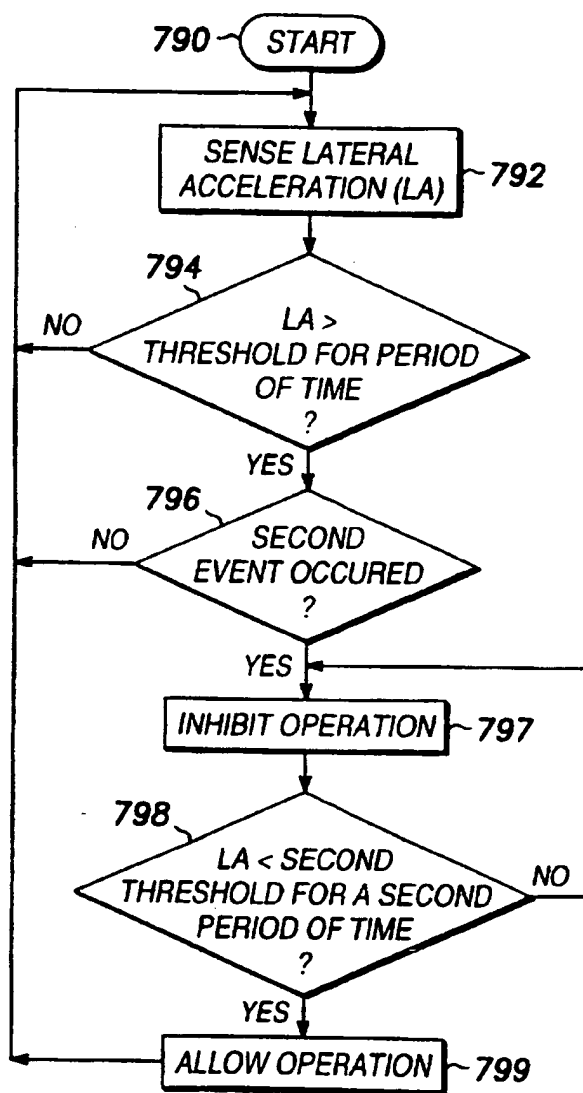 790
START
SENSE LATERAL
ACCELERATION (LA)
792
794
NO
LA >
THRESHOLD FOR PERIOD
OF TIME
?
YES
796
NO
SECOND
EVENT OCCURED
?
YES
INHIBIT OPERATION
797
798
LA < SECOND
THRESHOLD FOR A SECOND
PERIOD OF TIME
?
NO
YES
ALLOW OPERATION
799